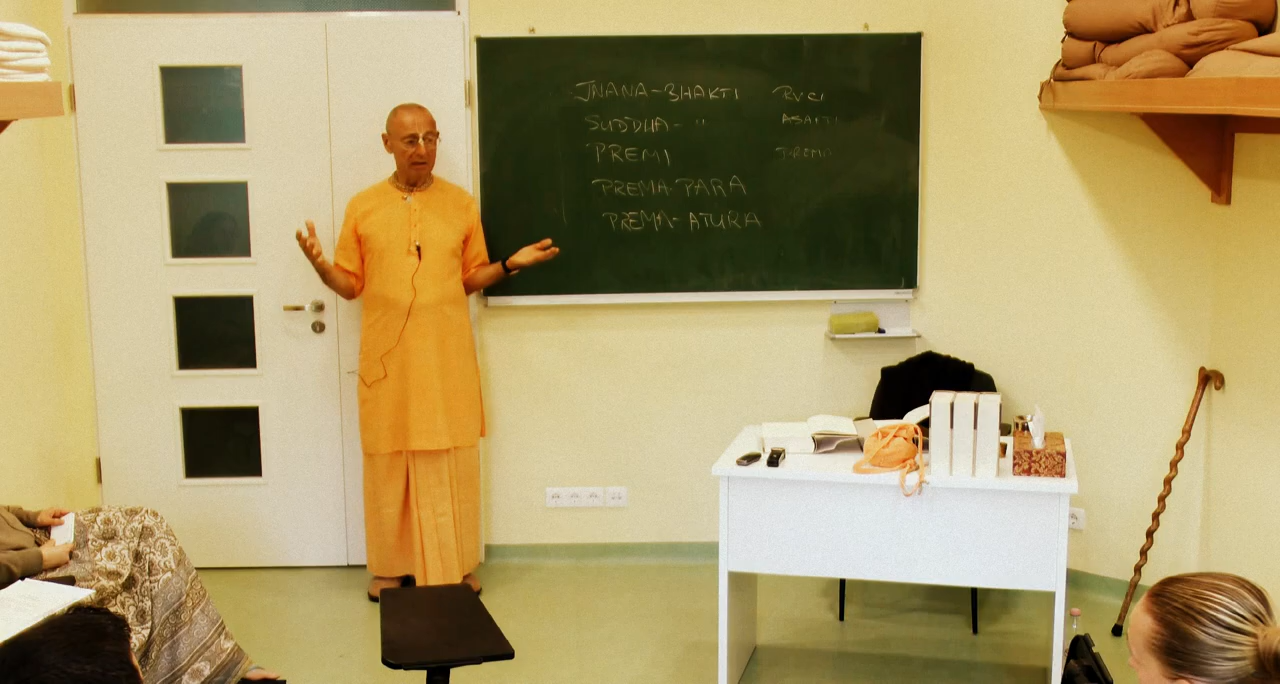 JNANA-BHAKTI RUCI
SUDDHA- " ASAKTI
PREMI PREMA
PREMA-PARA
PREMA-ATURA